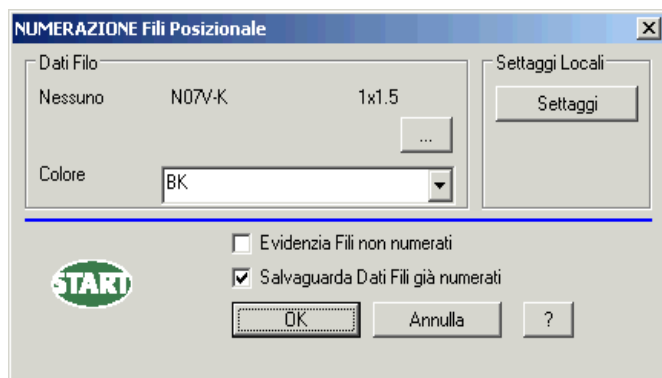 NUMERAZIONE Fili Posizionale
Dati Filo
Settaggi Locali
Nessuno N07V-K 1x1.5
Settaggi
...
Colore BK
Evidenzia Fili non numerati
START
Salvaguarda Dati Fili già numerati
OK Annulla ?